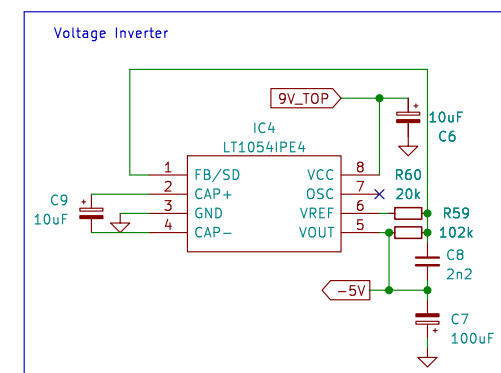 Voltage Inverter
9V_TOP
10uF
C6
IC4
LT1054IPE4
1 FB/SD VCC 8
2 CAP+ OSC 7
3 GND VREF 6
4 CAP- VOUT 5
C9
10uF
R60
20k
R59
102k
C8
2n2
-5V
C7
100uF